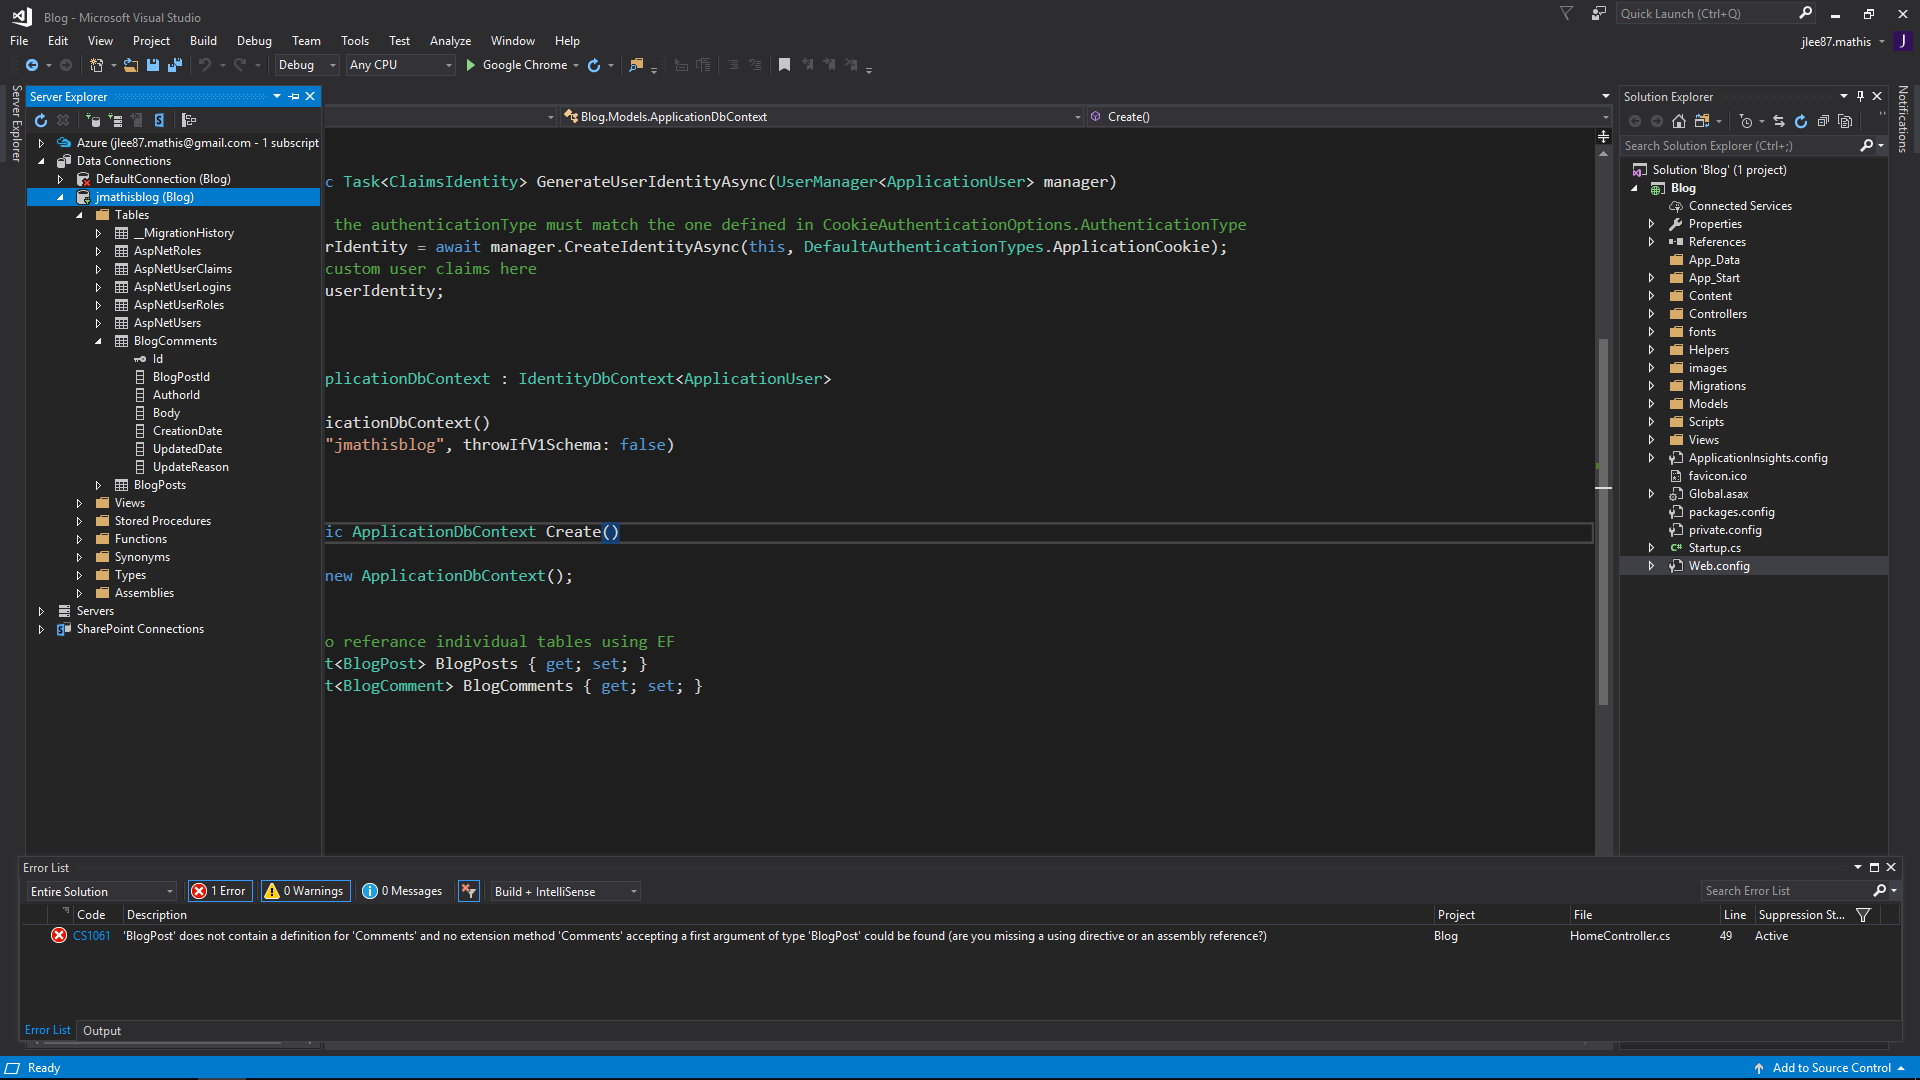 Blog - Microsoft Visual Studio
Quick Launch (Ctrl+Q)
File Edit View Project Build Debug Team Tools Test Analyze Window Help
jlee87.mathis
J
Debug Any CPU Google Chrome
Server Explorer
Server Explorer
Azure (jlee87.mathis@gmail.com - 1 subscript
Data Connections
DefaultConnection (Blog)
jmathisblog (Blog)
Tables
__MigrationHistory
AspNetRoles
AspNetUserClaims
AspNetUserLogins
AspNetUserRoles
AspNetUsers
BlogComments
Id
BlogPostId
AuthorId
Body
CreationDate
UpdatedDate
UpdateReason
BlogPosts
Views
Stored Procedures
Functions
Synonyms
Types
Assemblies
Servers
SharePoint Connections
Blog.Models.ApplicationDbContext
Create()
c Task<ClaimsIdentity> GenerateUserIdentityAsync(UserManager<ApplicationUser> manager)
the authenticationType must match the one defined in CookieAuthenticationOptions.AuthenticationType
rIdentity = await manager.CreateIdentityAsync(this, DefaultAuthenticationTypes.ApplicationCookie);
custom user claims here
userIdentity;
plicationDbContext : IdentityDbContext<ApplicationUser>
icationDbContext()
"jmathisblog", throwIfV1Schema: false)
ic ApplicationDbContext Create()
new ApplicationDbContext();
o referance individual tables using EF
t<BlogPost> BlogPosts { get; set; }
t<BlogComment> BlogComments { get; set; }
Solution Explorer
Search Solution Explorer (Ctrl+;)
Solution 'Blog' (1 project)
Blog
Connected Services
Properties
References
App_Data
App_Start
Content
Controllers
fonts
Helpers
images
Migrations
Models
Scripts
Views
ApplicationInsights.config
favicon.ico
Global.asax
packages.config
private.config
Startup.cs
Web.config
Notifications
Error List
Entire Solution 1 Error 0 Warnings 0 Messages Build + IntelliSense Search Error List
Code Description Project File Line Suppression St...
CS1061 'BlogPost' does not contain a definition for 'Comments' and no extension method 'Comments' accepting a first argument of type 'BlogPost' could be found (are you missing a using directive or an assembly reference?) Blog HomeController.cs 49 Active
Error List Output
Ready
Add to Source Control